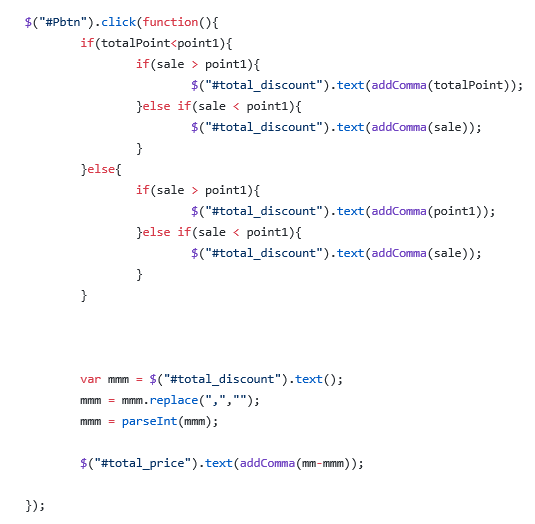 $("#Pbtn").click(function(){
if(totalPoint<point1){
if(sale > point1){
$("#total_discount").text(addComma(totalPoint));
}else if(sale < point1){
$("#total_discount").text(addComma(sale));
}
}else{
if(sale > point1){
$("#total_discount").text(addComma(point1));
}else if(sale < point1){
$("#total_discount").text(addComma(sale));
}
}
var mmm = $("#total_discount").text();
mmm = mmm.replace(",","");
mmm = parseInt(mmm);
$("#total_price").text(addComma(mm-mmm));
});